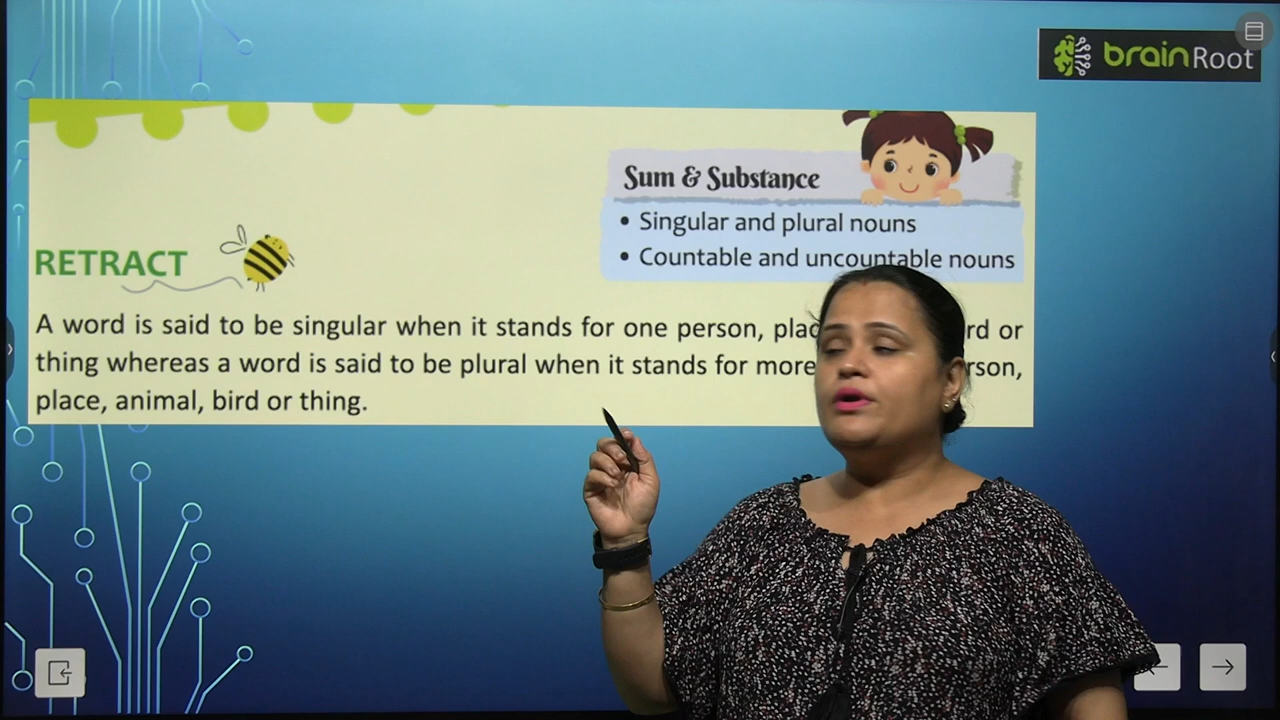 brainRoot
Sum & Substance
• Singular and plural nouns
• Countable and uncountable nouns
RETRACT
A word is said to be singular when it stands for one person, or
thing whereas a word is said to be plural when it stands for more
place, animal, bird or thing.